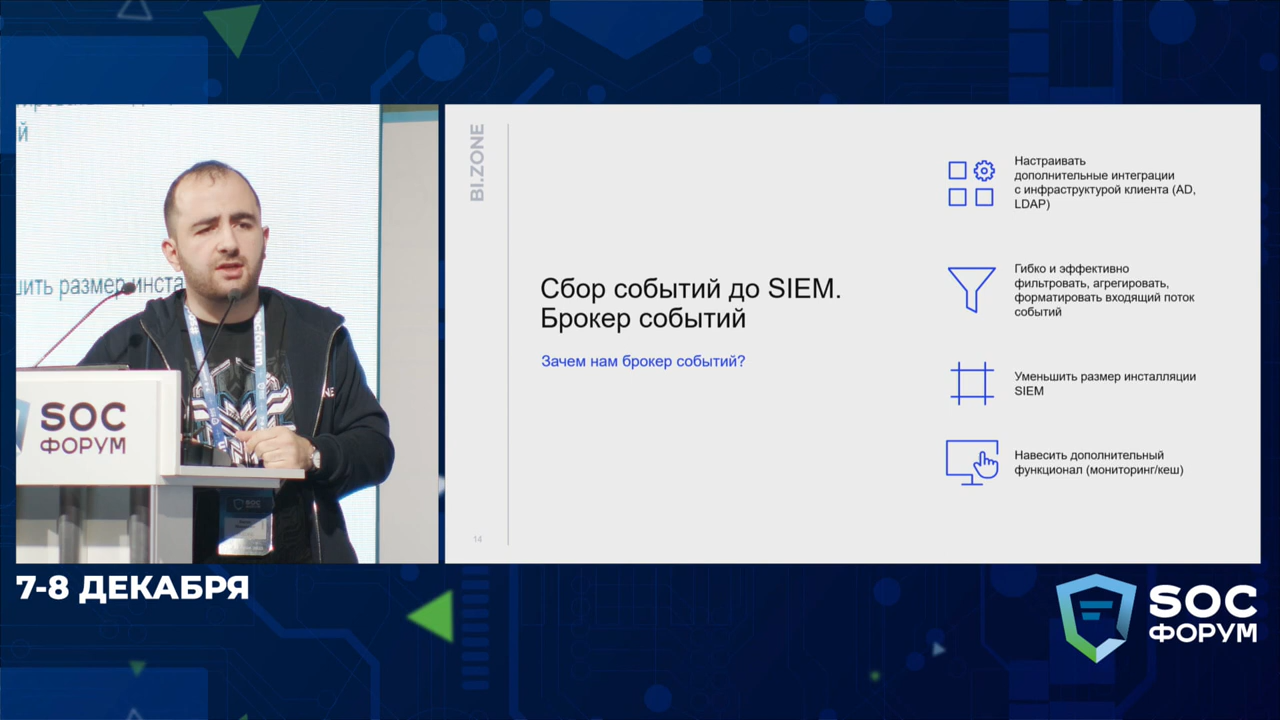 й
шить размер инста
SOC
ФОРУМ
BI.ZONE
Сбор событий до SIEM.
Брокер событий
Зачем нам брокер событий?
Настраивать
дополнительные интеграции
с инфраструктурой клиента (AD,
LDAP)
Гибко и эффективно
фильтровать, агрегировать,
форматировать входящий поток
событий
Уменьшить размер инсталляции
SIEM
Навесить дополнительный
функционал (мониторинг/кеш)
14
7-8 ДЕКАБРЯ
SOC
ФОРУМ